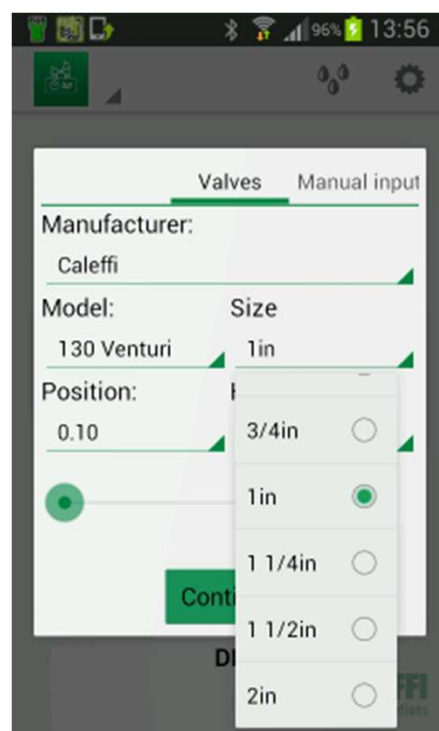 96% 13:56
Valves Manual input
Manufacturer:
Caleffi
Model: Size
130 Venturi 1in
Position:
0.10
3/4in
1in
1 1/4in
1 1/2in
2in